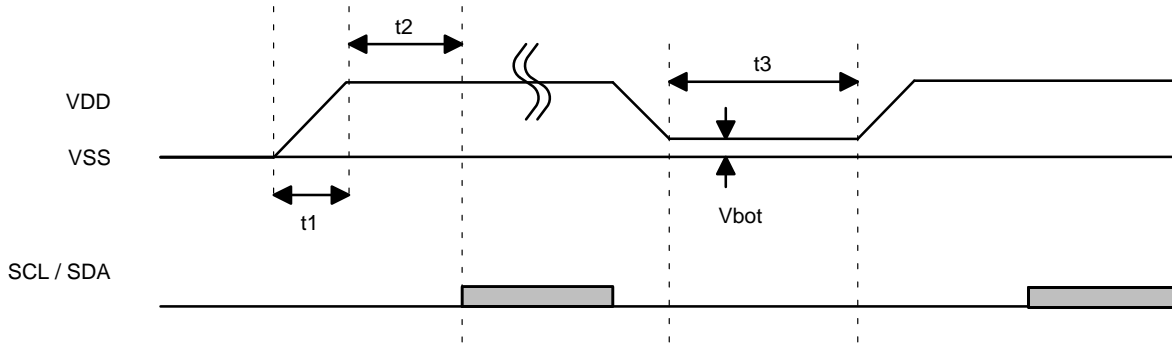 t2
t3
VDD
VSS
Vbot
t1
SCL / SDA